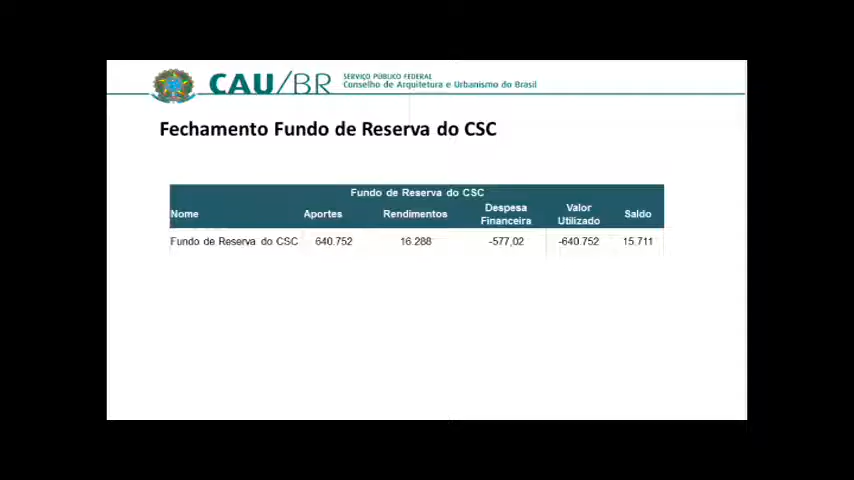 CAU/BR
SERVIÇO PÚBLICO FEDERAL
Conselho de Arquitetura e Urbanismo do Brasil
Fechamento Fundo de Reserva do CSC
Fundo de Reserva do CSC
Nome Aportes Rendimentos Despesa Financeira Valor Utilizado Saldo
Fundo de Reserva do CSC 640.752 16.288 -577,02 -640.752 15.711